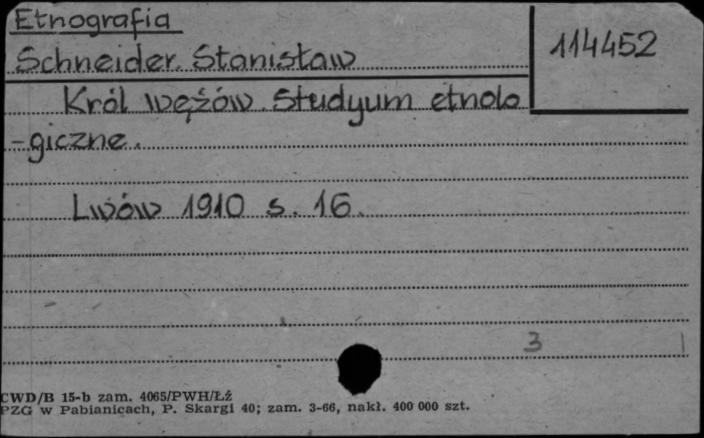 Etnografia
Schneider Stanisław
114452
Król wężów. Studyum etnolo
-giczne.
Lwów 1910 s. 16.
3
CWD/B 15-b zam. 4065/PWH/Łź
PZG w Pabianicach, P. Skargi 40; zam. 3-66, nakł. 400 000 szt.